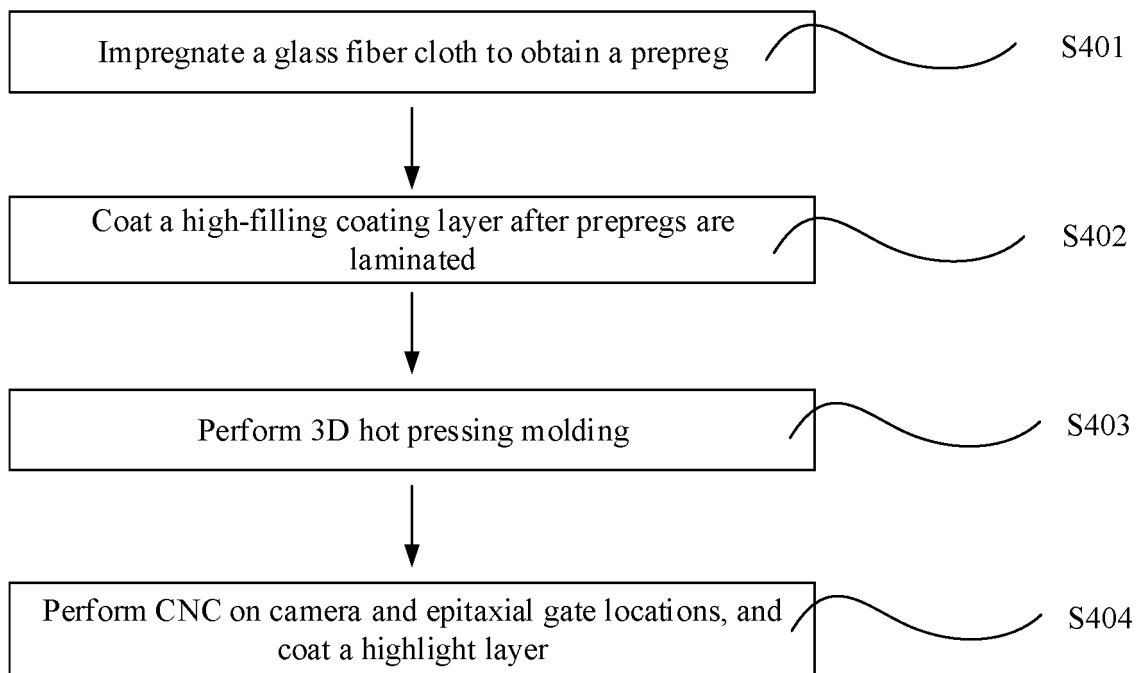 Impregnate a glass fiber cloth to obtain a prepreg
S401
Coat a high-filling coating layer after prepregs are
laminated
S402
Perform 3D hot pressing molding
S403
Perform CNC on camera and epitaxial gate locations, and
coat a highlight layer
S404